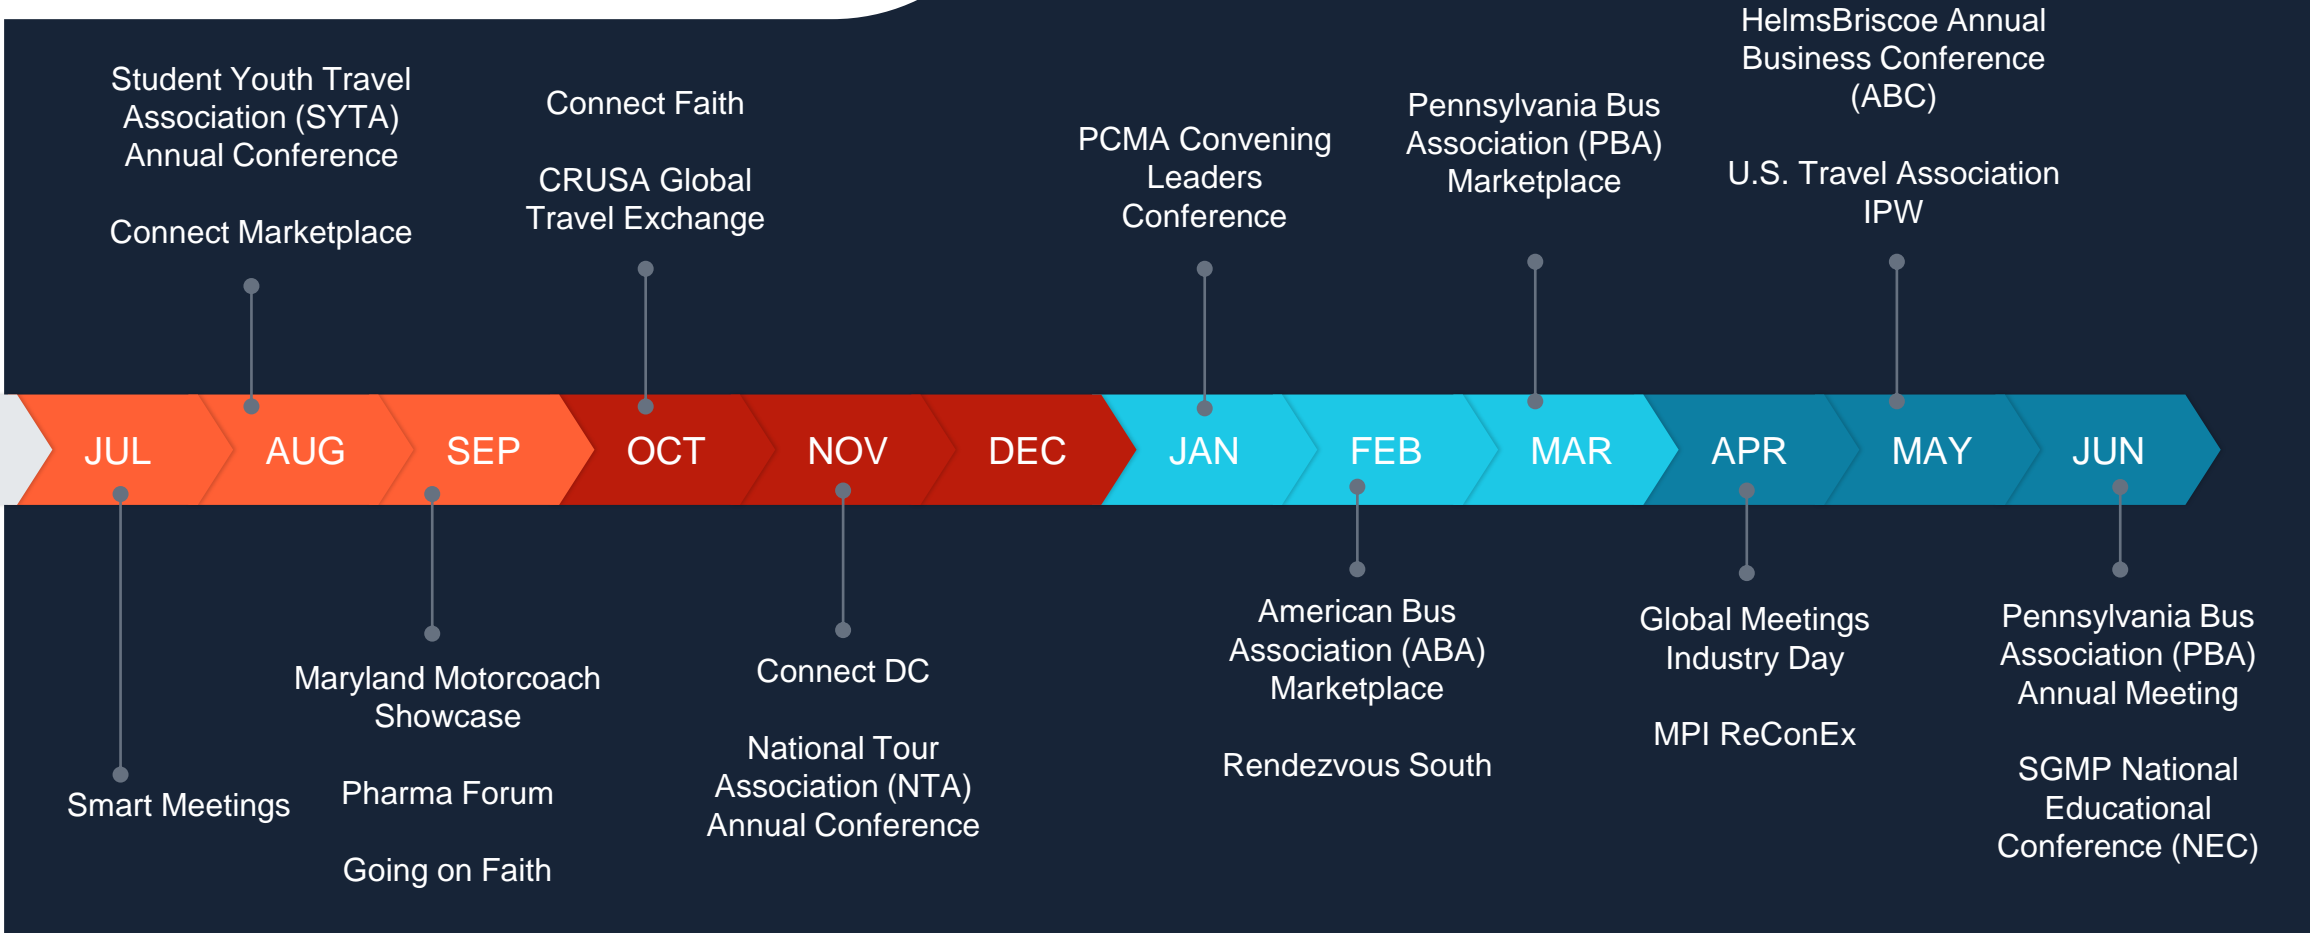 HelmsBriscoe Annual
Business Conference
(ABC)
U.S. Travel Association
IPW
Student Youth Travel
Association (SYTA)
Annual Conference
Connect Marketplace
Connect Faith
CRUSA Global
Travel Exchange
PCMA Convening
Leaders
Conference
Pennsylvania Bus
Association (PBA)
Marketplace
JUL
AUG
SEP
OCT
NOV
DEC
JAN
FEB
MAR
APR
MAY
JUN
Smart Meetings
Maryland Motorcoach
Showcase
Pharma Forum
Going on Faith
Connect DC
National Tour
Association (NTA)
Annual Conference
American Bus
Association (ABA)
Marketplace
Rendezvous South
Global Meetings
Industry Day
MPI ReConEx
Pennsylvania Bus
Association (PBA)
Annual Meeting
SGMP National
Educational
Conference (NEC)